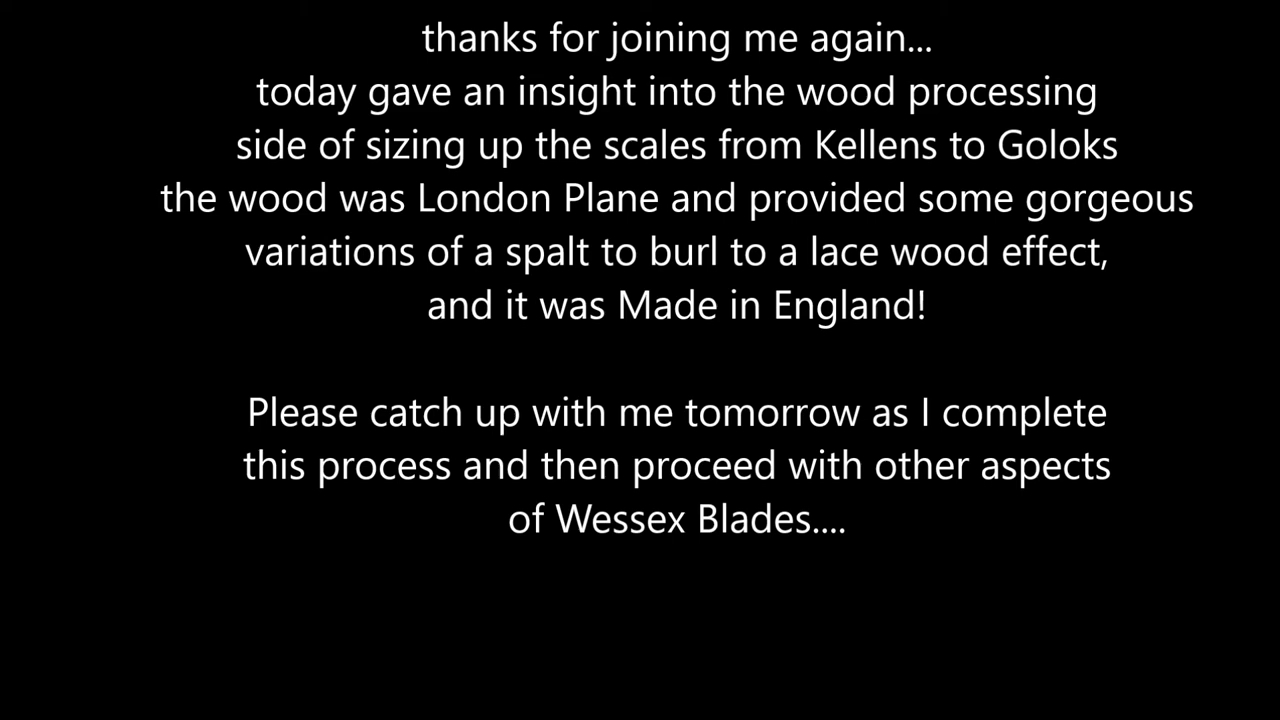 thanks for joining me again...
today gave an insight into the wood processing
side of sizing up the scales from Kellens to Goloks
the wood was London Plane and provided some gorgeous
variations of a spalt to burl to a lace wood effect,
and it was Made in England!
Please catch up with me tomorrow as I complete
this process and then proceed with other aspects
of Wessex Blades....